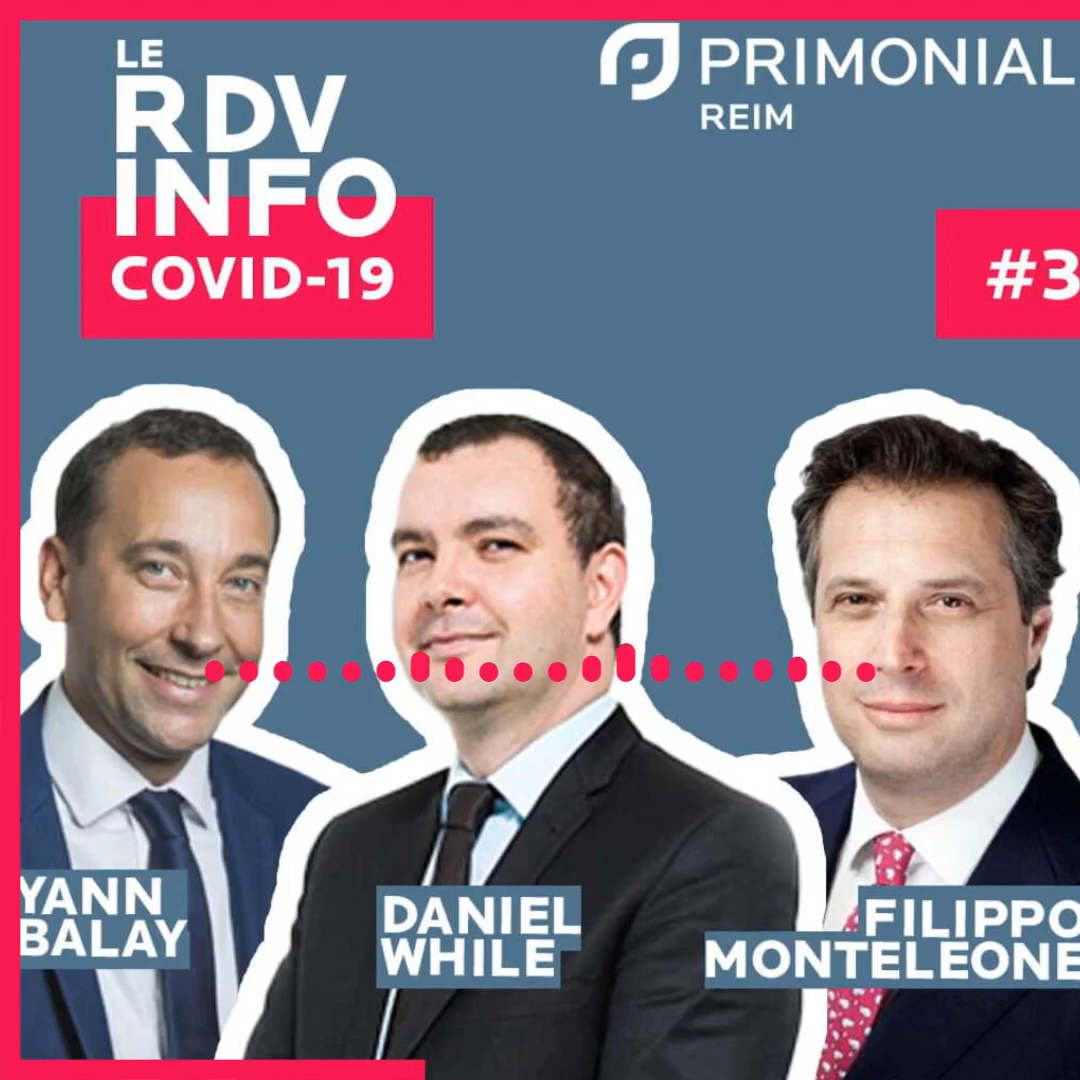 LE
RDV
INFO
COVID-19
PRIMONIAL
REIM
#3
YANN
BALAY
DANIEL
WHILE
FILIPPO
MONTELEONE